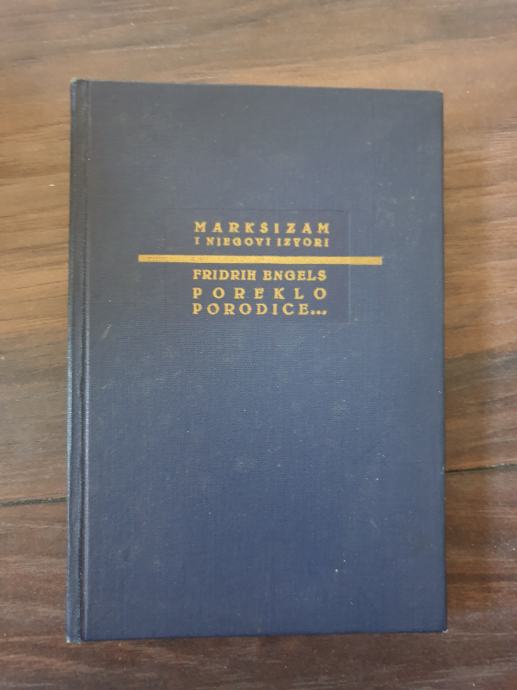 MARKSIZAM
I NJEGOVI IZVORI
FRIDRIH ENGELS
POREKLO
PORODICE...